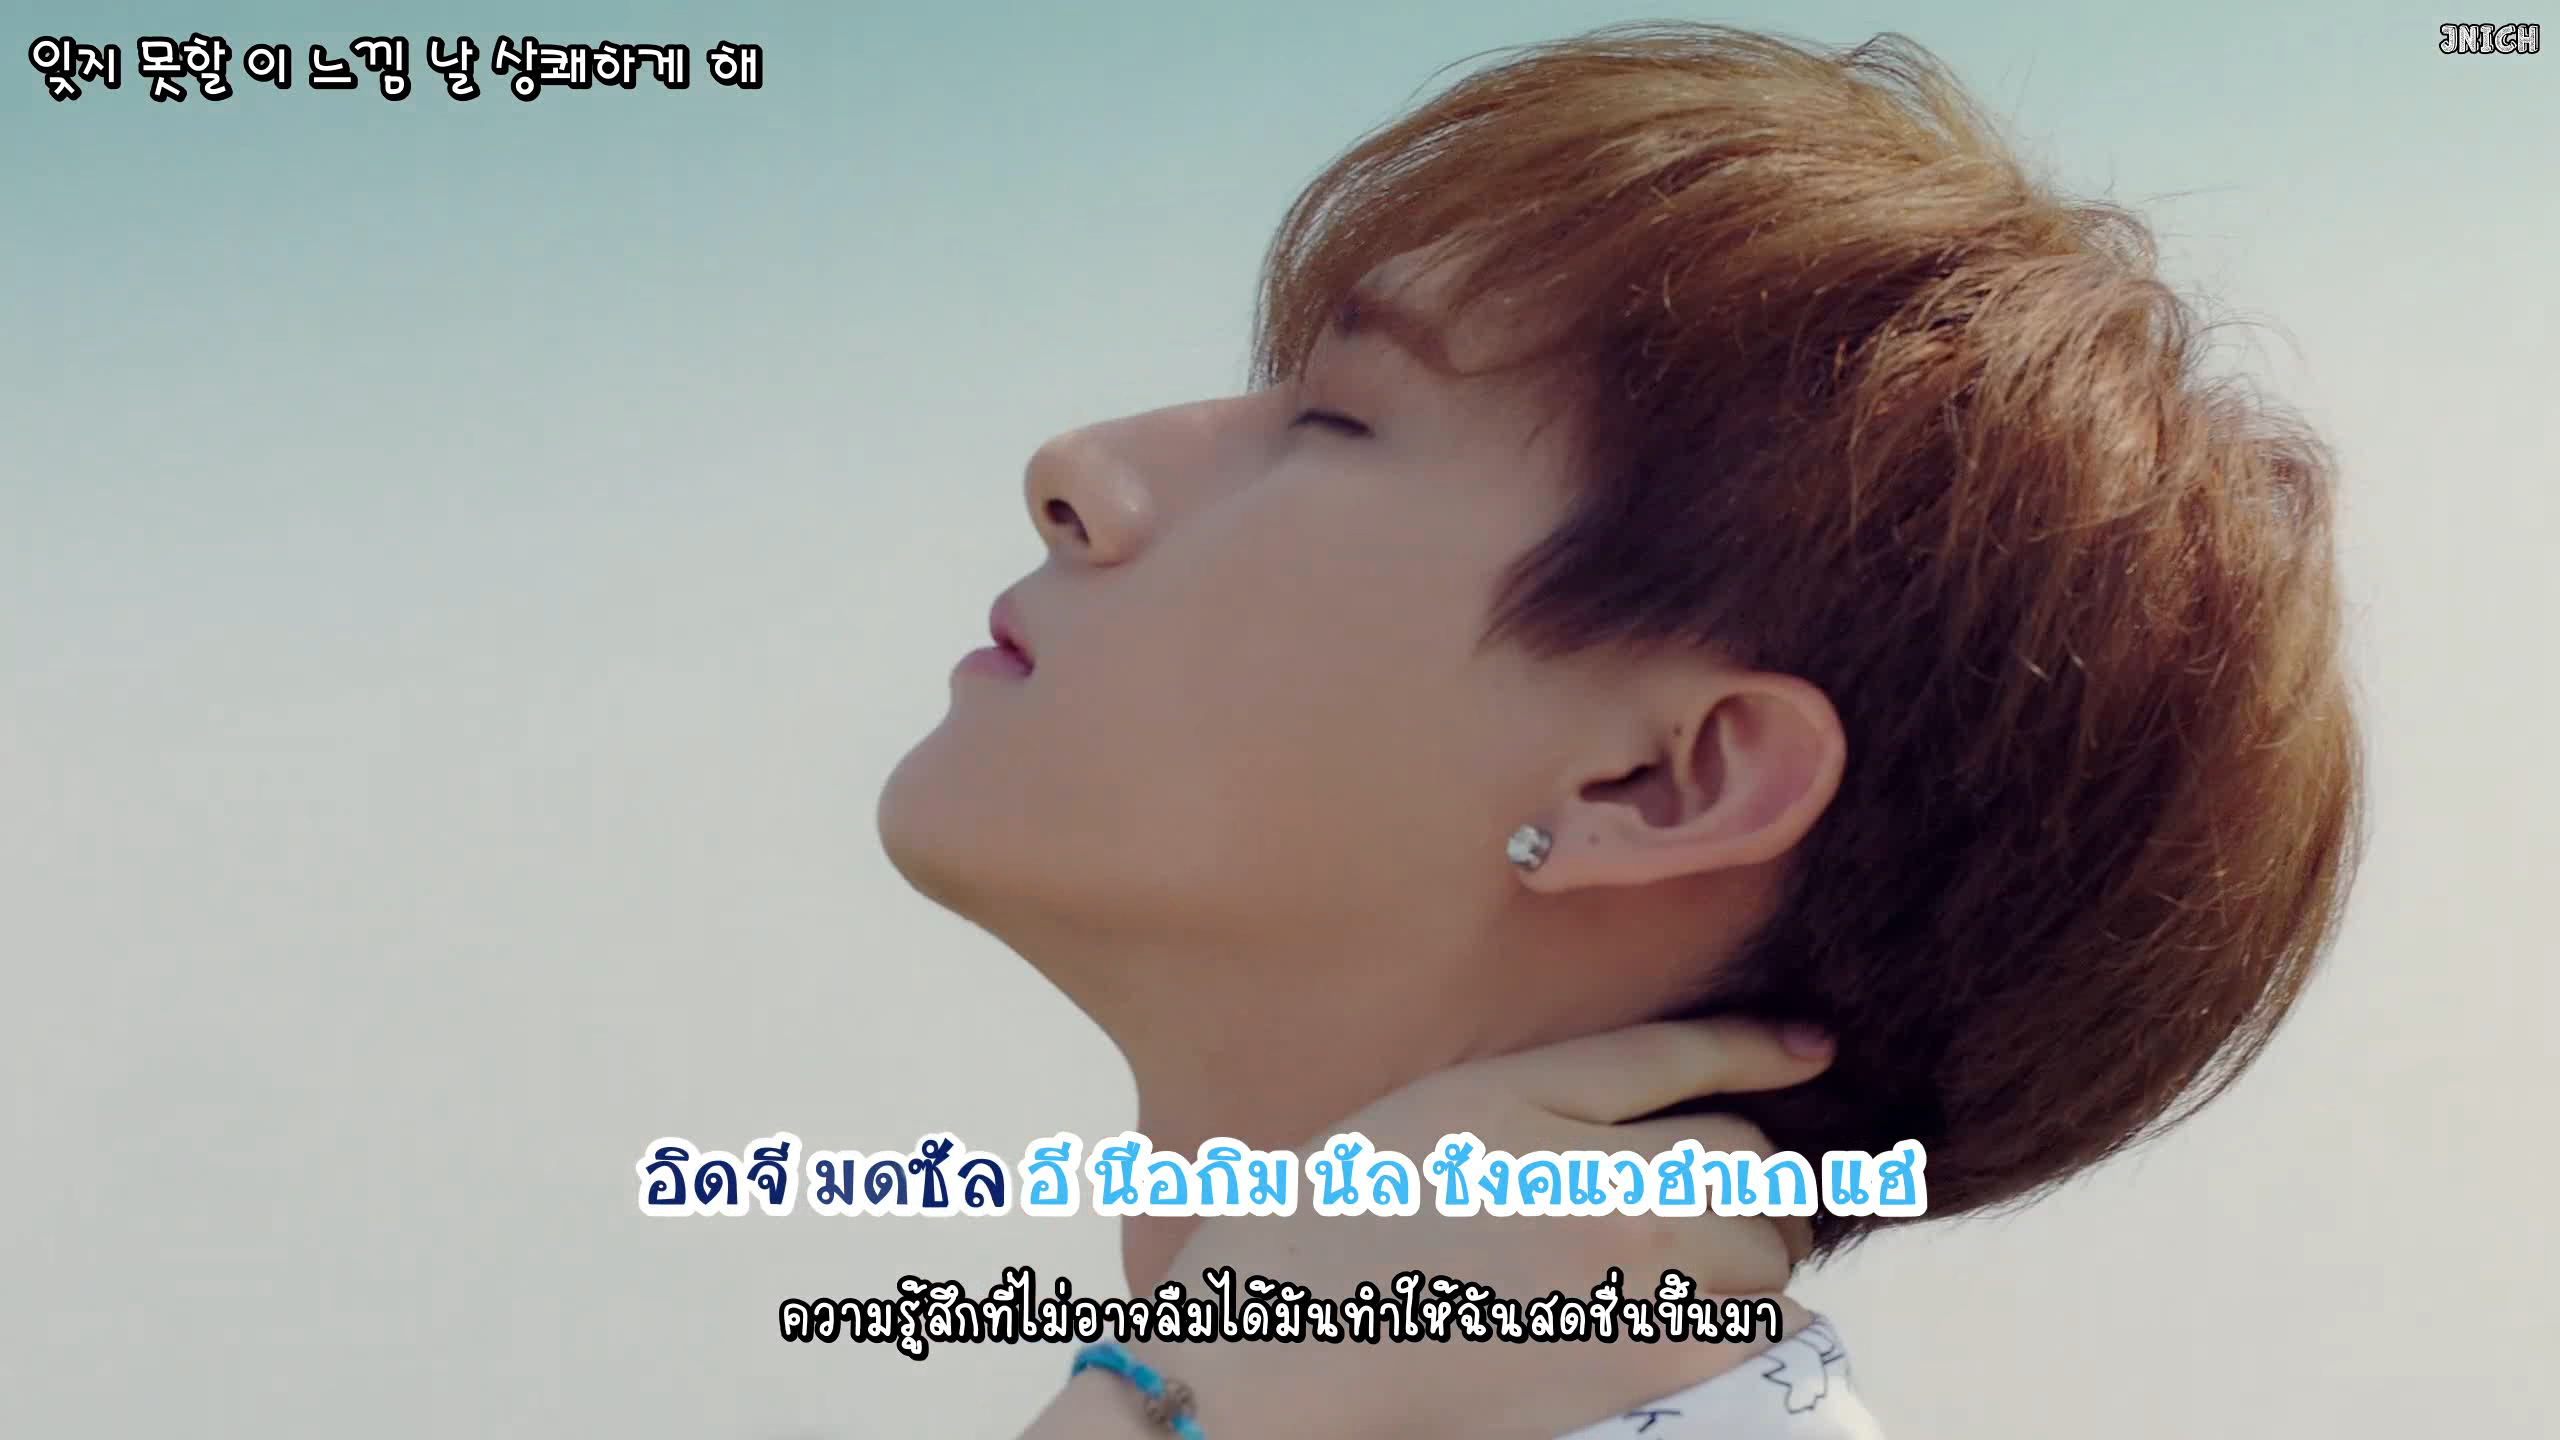 잊지 못할 이 느낌 날 상쾌하게 해
JNICH
อิดจี มดซัล อี นือกิม นัล ซังคแวฮาเก แฮ
ความรู้สึกที่ไม่อาจลืมได้มันทำให้ฉันสดชื่นขึ้นมา